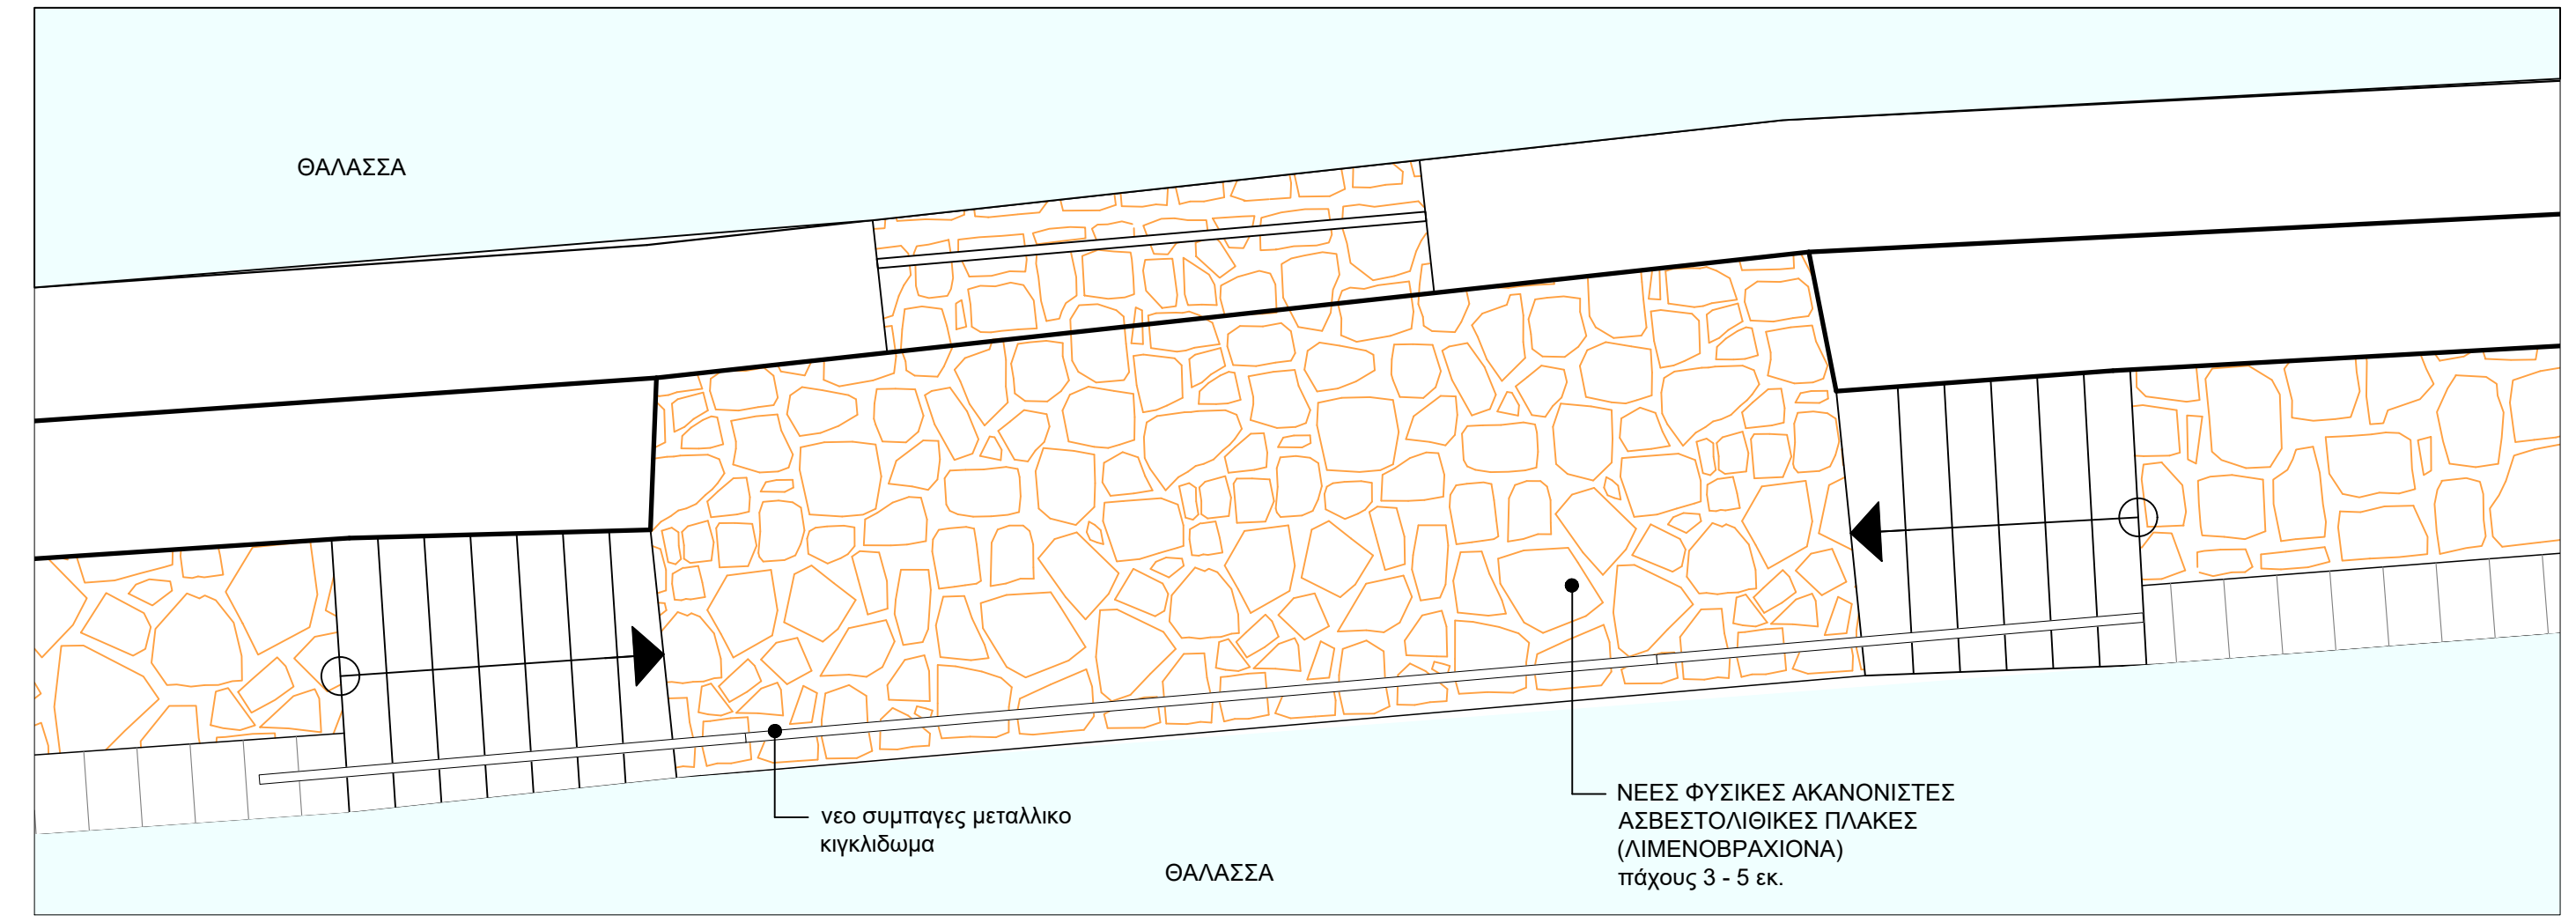 ΘΑΛΑΣΣΑ
νεο συμπαγες μεταλλικο
κιγκλιδωμα
ΘΑΛΑΣΣΑ
ΝΕΕΣ ΦΥΣΙΚΕΣ ΑΚΑΝΟΝΙΣΤΕΣ
ΑΣΒΕΣΤΟΛΙΘΙΚΕΣ ΠΛΑΚΕΣ
(ΛΙΜΕΝΟΒΡΑΧΙΟΝΑ)
πάχους 3 - 5 εκ.